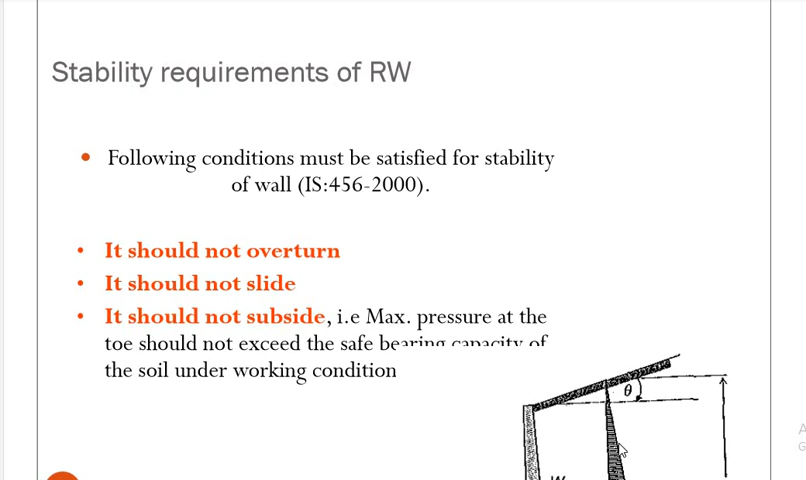 Stability requirements of RW
• Following conditions must be satisfied for stability
of wall (IS:456-2000).
• It should not overturn
• It should not slide
• It should not subside, i.e Max. pressure at the
toe should not exceed the safe bearing capacity of
the soil under working condition
θ